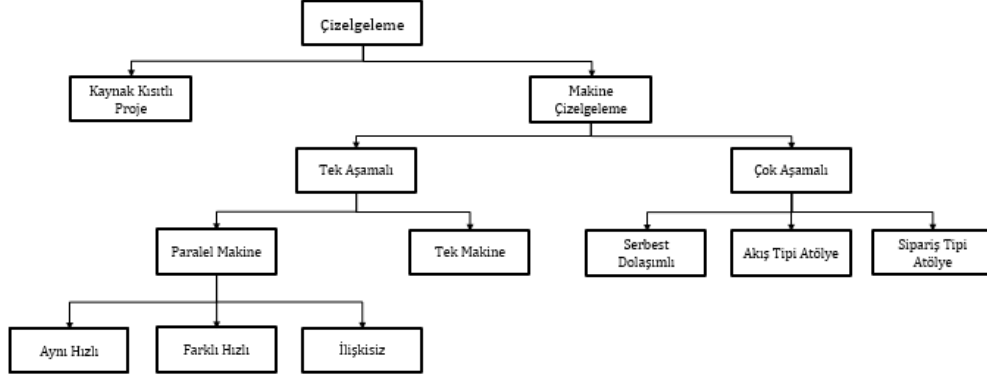 Çizelgeleme
Kaynak Kısıtlı
Proje
Makine
Çizelgeleme
Tek Aşamalı
Çok Aşamalı
Paralel Makine
Tek Makine
Serbest
Dolaşımlı
Akış Tipi Atölye
Sipariş Tipi
Atölye
Aynı Hızlı
Farklı Hızlı
İlişkisiz